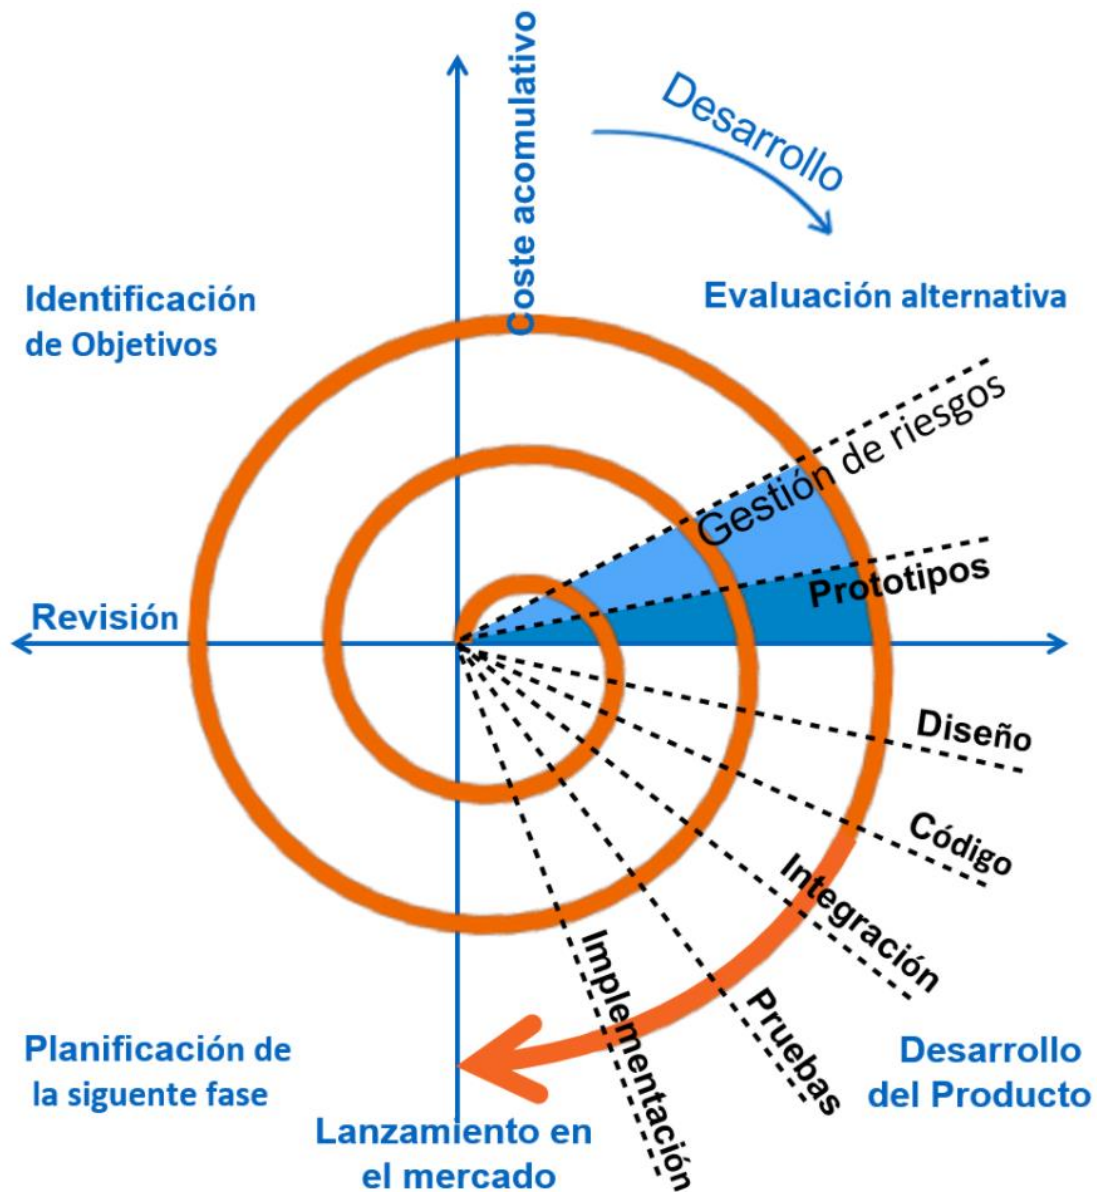 Coste acomulativo
Desarrollo
Identificación
de Objetivos
Evaluación alternativa
Gestión de riesgos
Prototipos
Revisión
Diseño
Código
Integración
Pruebas
Implementación
Planificación de
la siguente fase
Desarrollo
del Producto
Lanzamiento en
el mercado